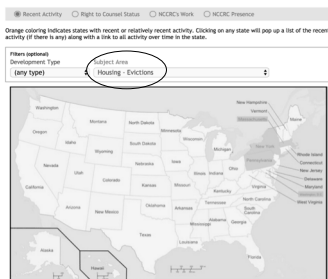 Recent Activity Right to Counsel Status NCCRC's Work NCCRC Presence
Orange coloring indicates states with recent or relatively recent activity. Clicking on any state will pop up a list of the recent
activity (if there is any) along with a link to all activity over time in the state.
Filters (optional)
Development Type Subject Area
(any type) Housing - Evictions
New Hampshire
Washington Vermont
Montana North Dakota Maine
Minnesota
Oregon
South Dakota Wisconsin
Idaho Michigan New York
Wyoming
Rhode Island
Nebraska Iowa Pennsylvania Connecticut
Nevada Ohio New Jersey
Utah Illinois Indiana Delaware
Colorado Kansas Missouri Virginia Maryland
California Kentucky
West Virginia
Tennessee North Carolina
Arizona Oklahoma Arkansas South
New Mexico Carolina
Alabama Georgia
Mississippi
Texas
Louisiana
Florida
Alaska
Hawaii